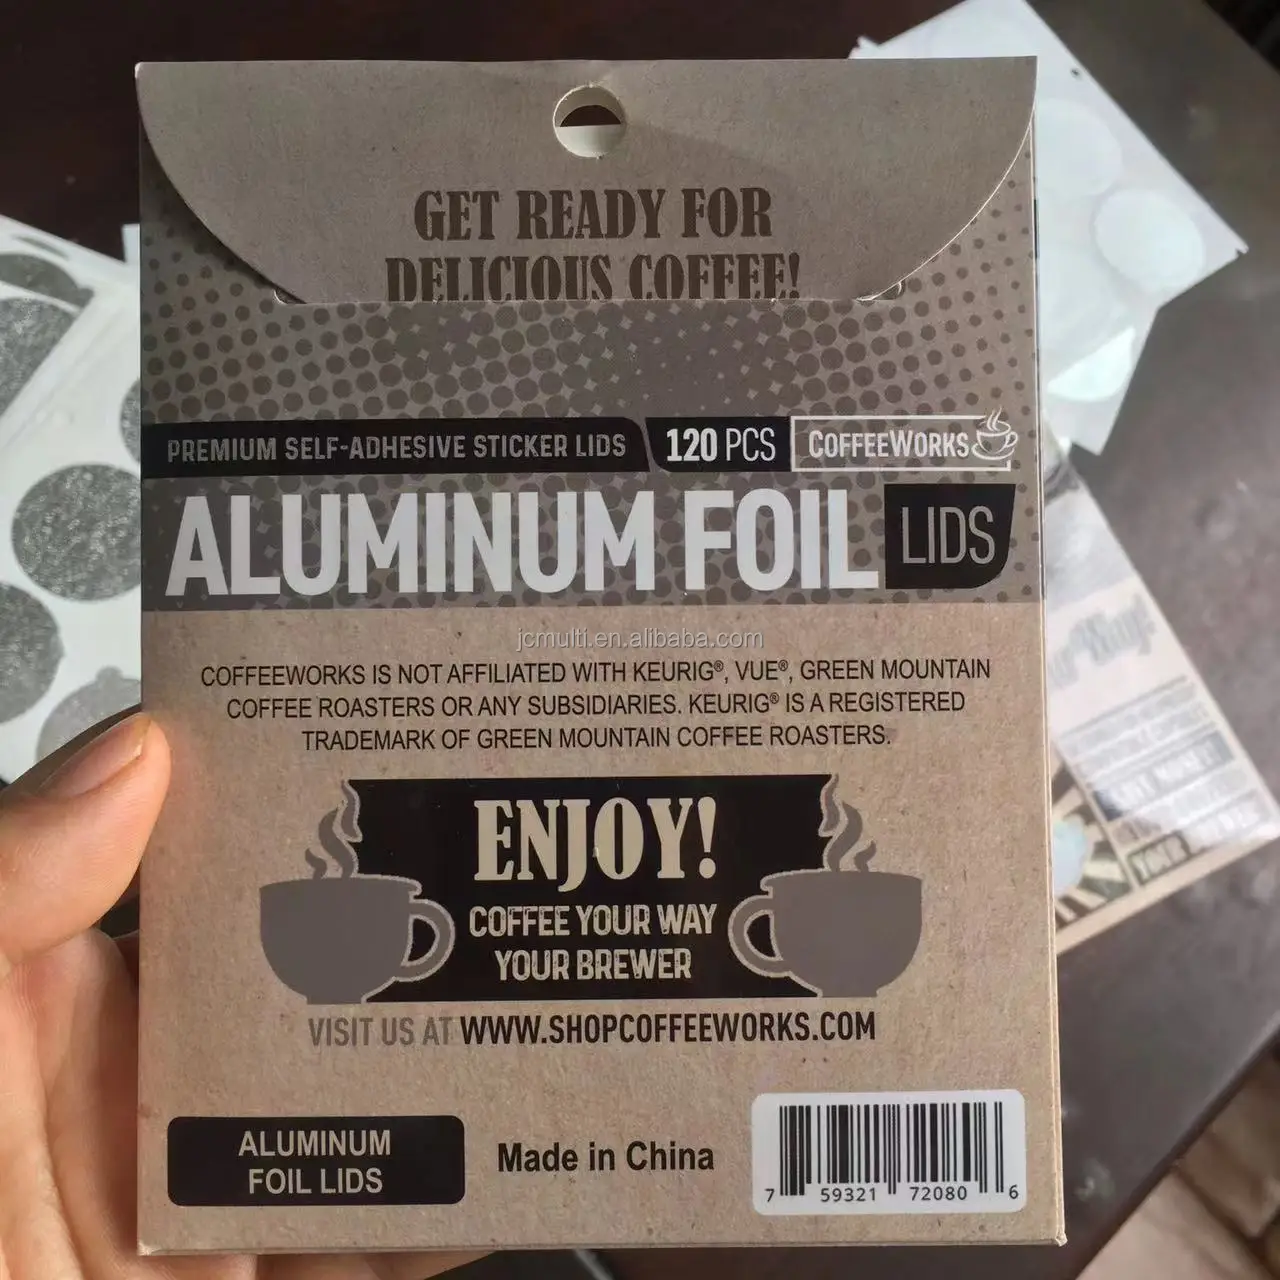 GET READY FOR
DELICIOUS COFFEE!
PREMIUM SELF-ADHESIVE STICKER LIDS 120 PCS COFFEEWORKS
ALUMINUM FOIL LIDS
jcmulti.en.alibaba.com
COFFEEWORKS IS NOT AFFILIATED WITH KEURIG®, VUE®, GREEN MOUNTAIN
COFFEE ROASTERS OR ANY SUBSIDIARIES. KEURIG® IS A REGISTERED
TRADEMARK OF GREEN MOUNTAIN COFFEE ROASTERS.
ENJOY!
COFFEE YOUR WAY
YOUR BREWER
VISIT US AT WWW.SHOPCOFFEEWORKS.COM
ALUMINUM
FOIL LIDS
Made in China
7 59321 72080 6